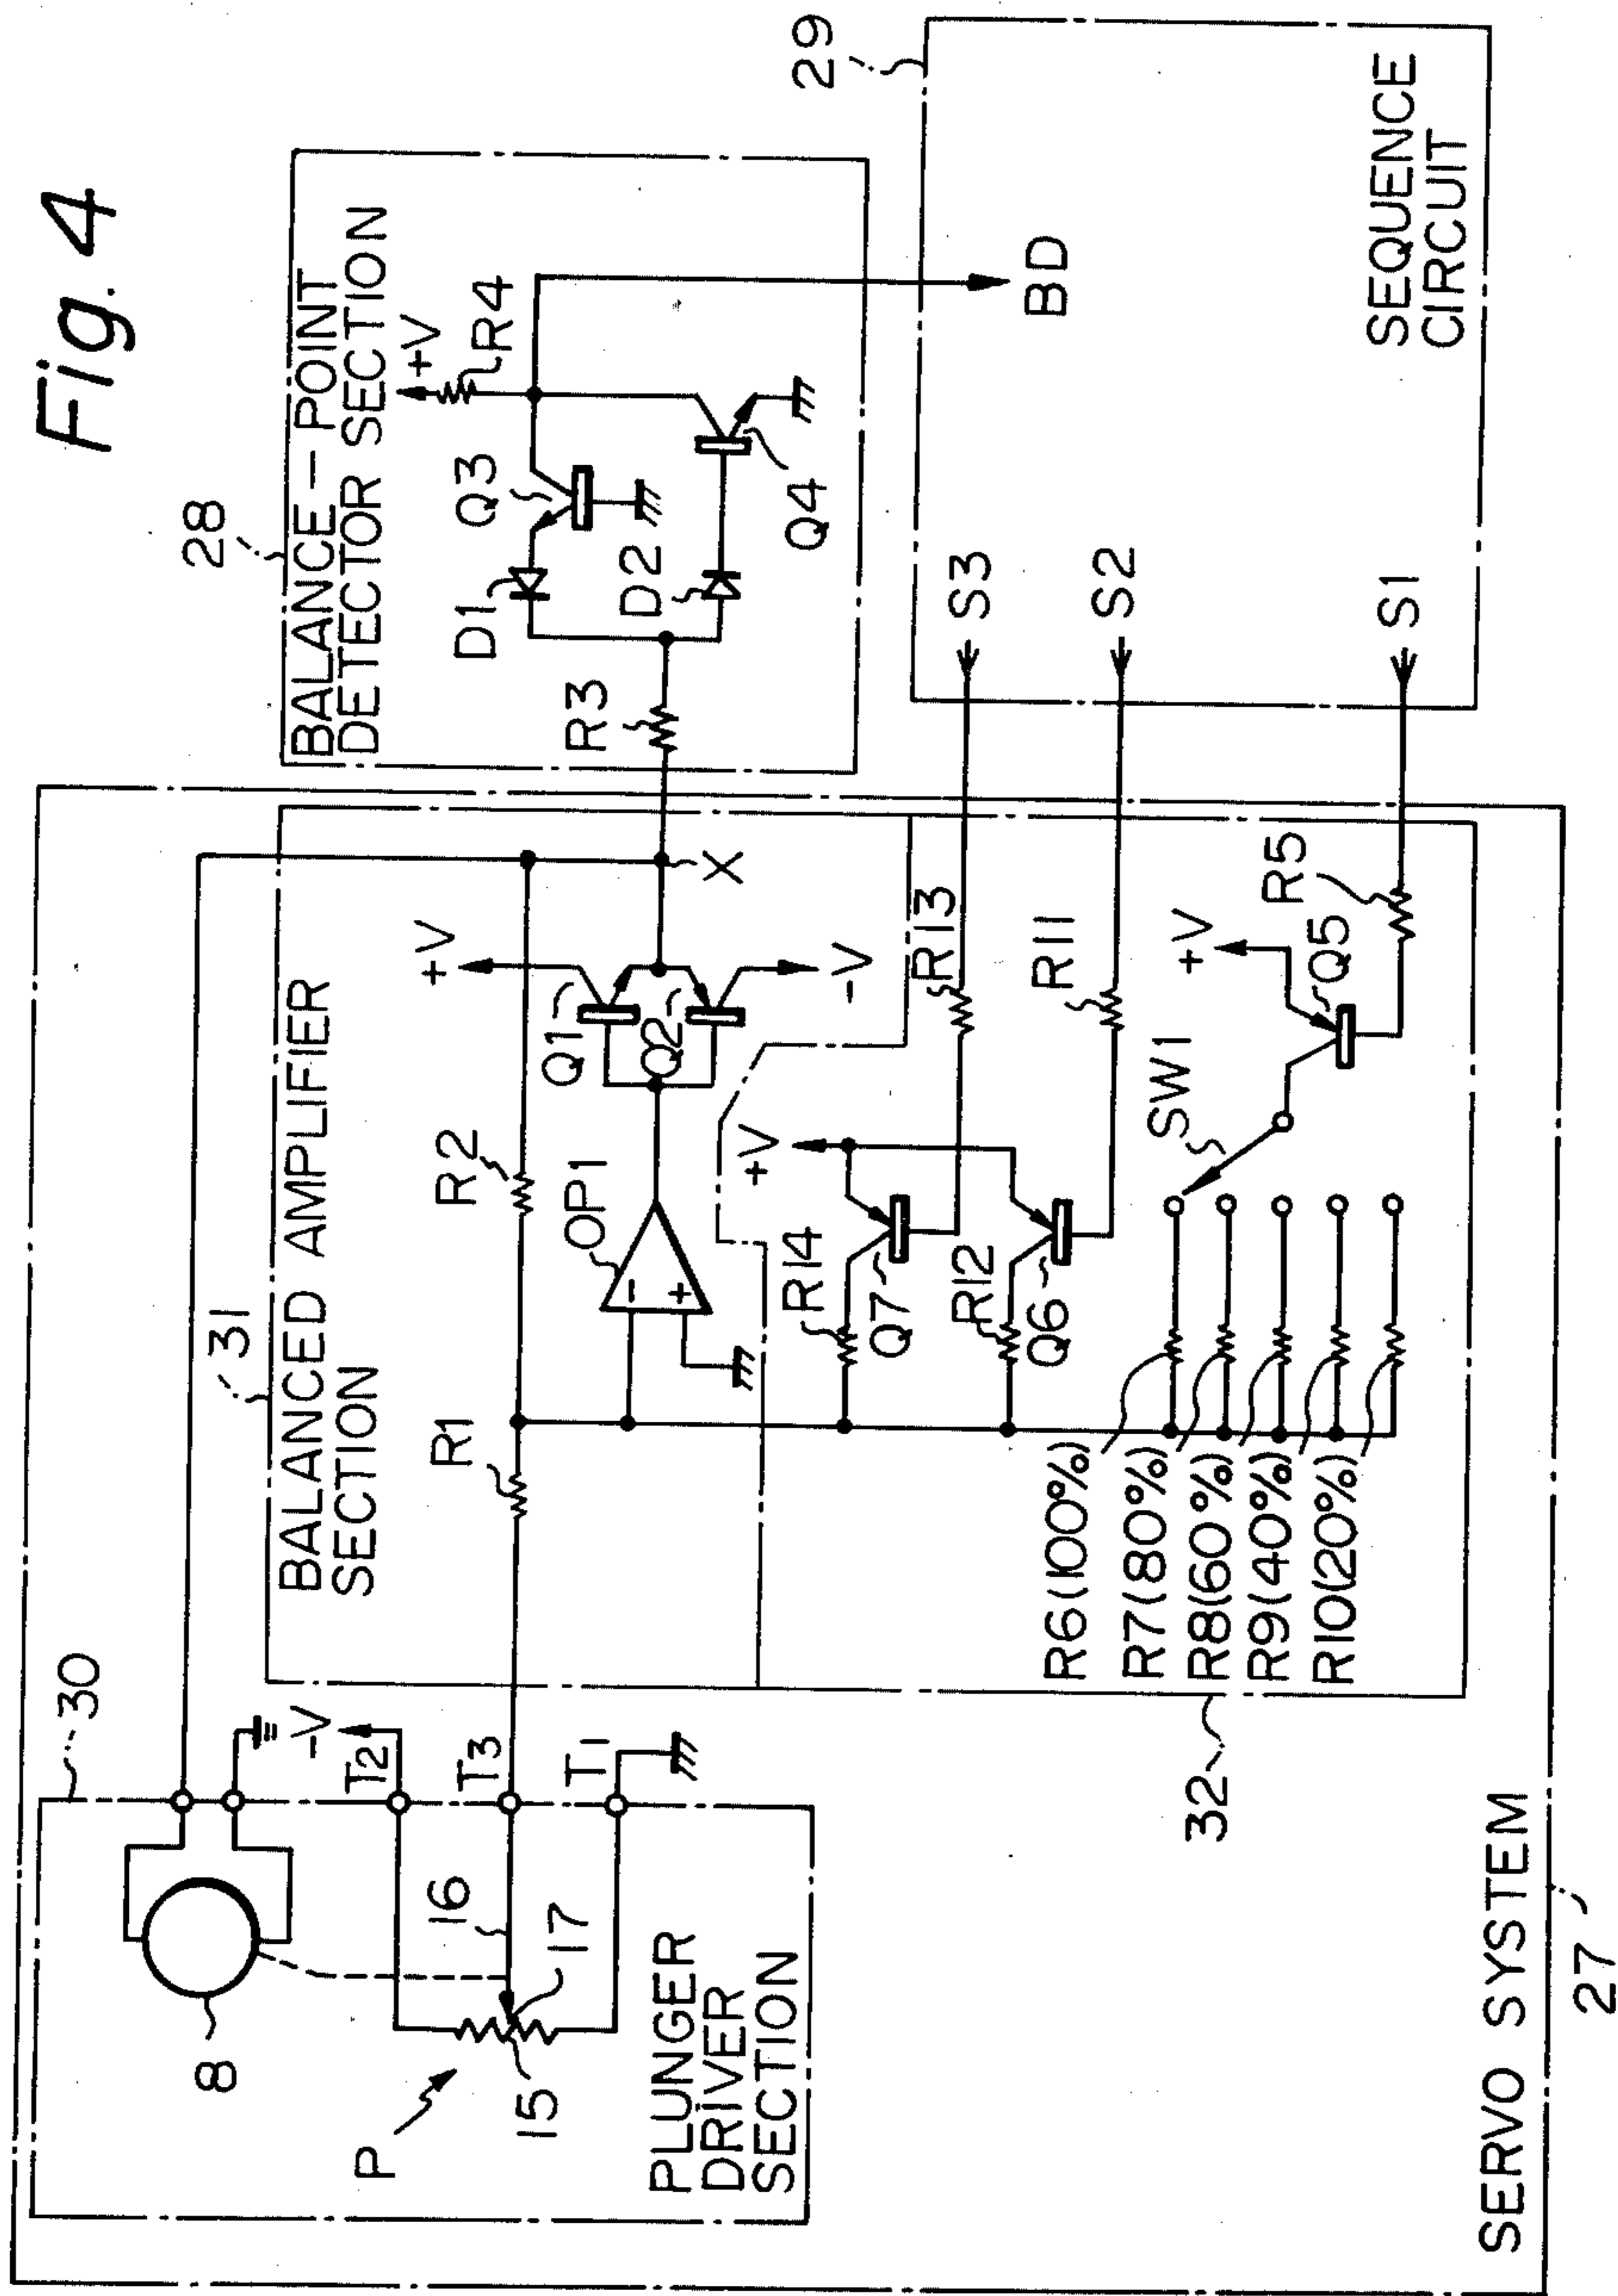 Fig. 4
28
BALANCE-POINT
DETECTOR SECTION
+V
R4
Q3
D1
D2
Q4
R3
29
BD
S3
S2
S1
SEQUENCE
CIRCUIT
31
BALANCED AMPLIFIER
SECTION
R1
R2
OP1
-
+
Q1
Q2
+V
-V
X
R13
R11
R5
+V
R14
Q7
R12
Q6
SW1
+V
Q5
R6(100%)
R7(80%)
R8(60%)
R9(40%)
R10(20%)
32
30
8
-V
T2
T3
T1
16
17
15
P
PLUNGER
DRIVER
SECTION
SERVO SYSTEM
27